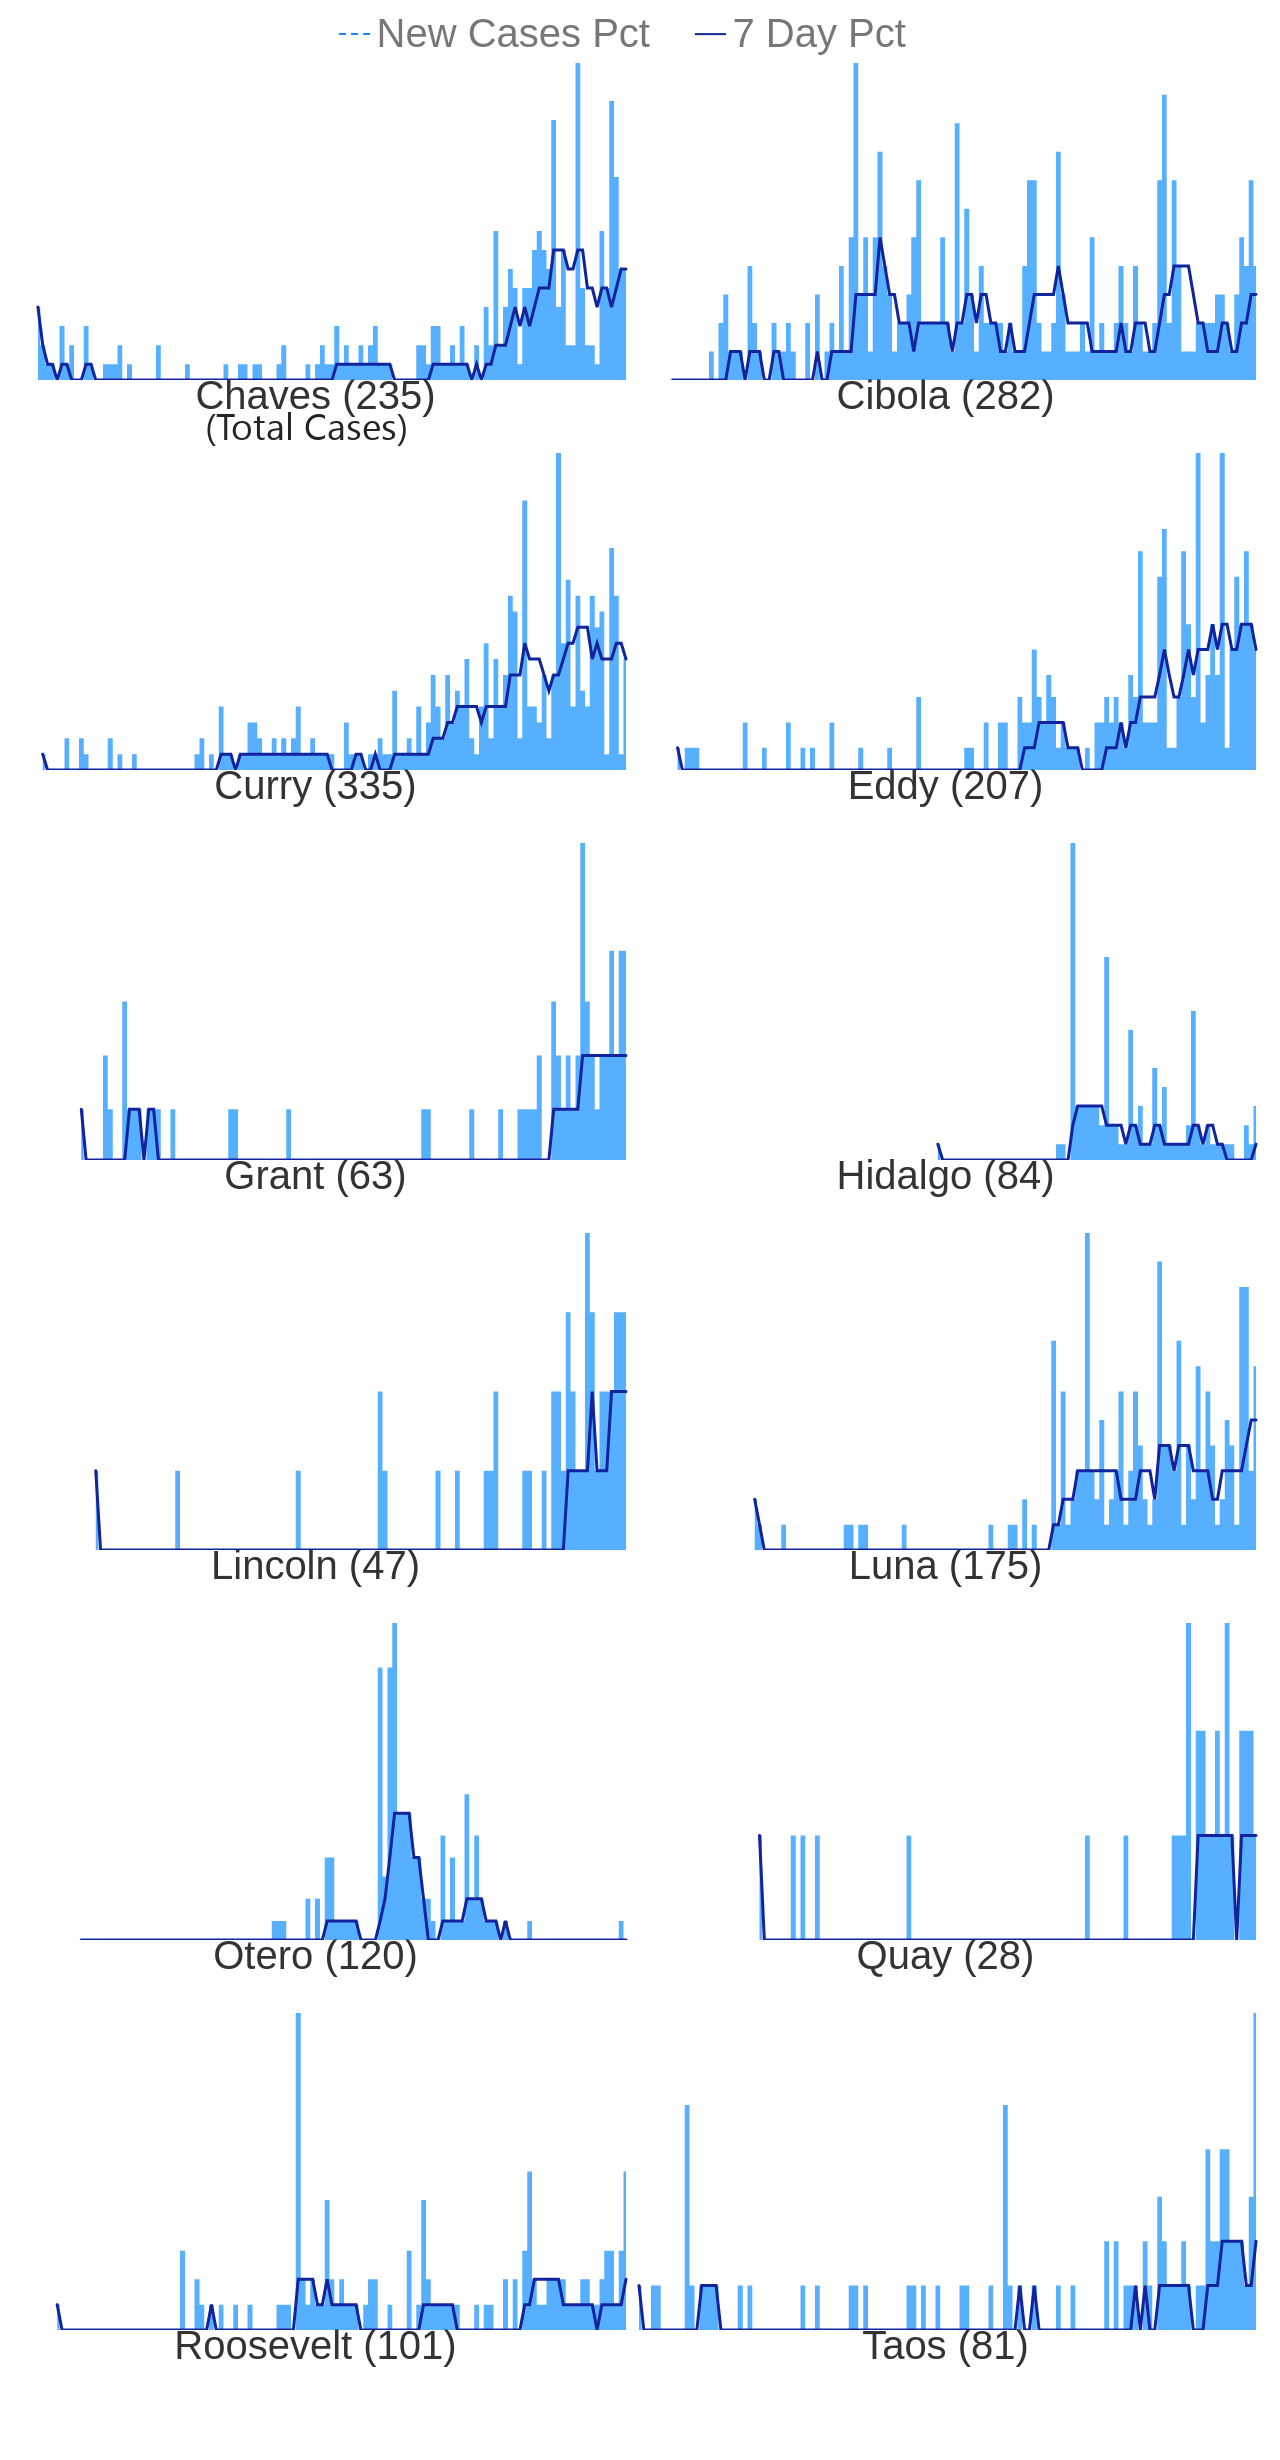 New Cases Pct 7 Day Pct
Chaves (235) Cibola (282)
(Total Cases)
Curry (335) Eddy (207)
Grant (63) Hidalgo (84)
Lincoln (47) Luna (175)
Otero (120) Quay (28)
Roosevelt (101) Taos (81)